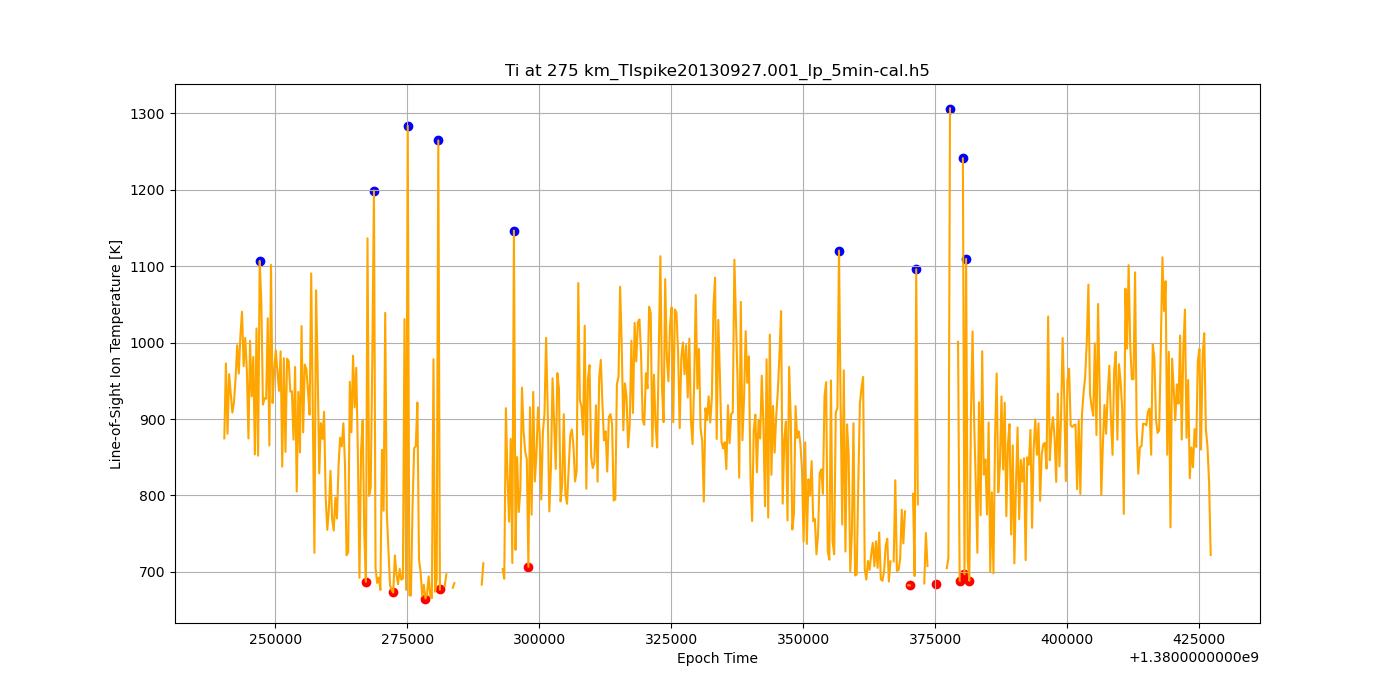 Ti at 275 km_TIspike20130927.001_lp_5min-cal.h5
Line-of-Sight Ion Temperature [K]
1300
1200
1100
1000
900
800
700
250000 275000 300000 325000 350000 375000 400000 425000
Epoch Time
+1.3800000000e9